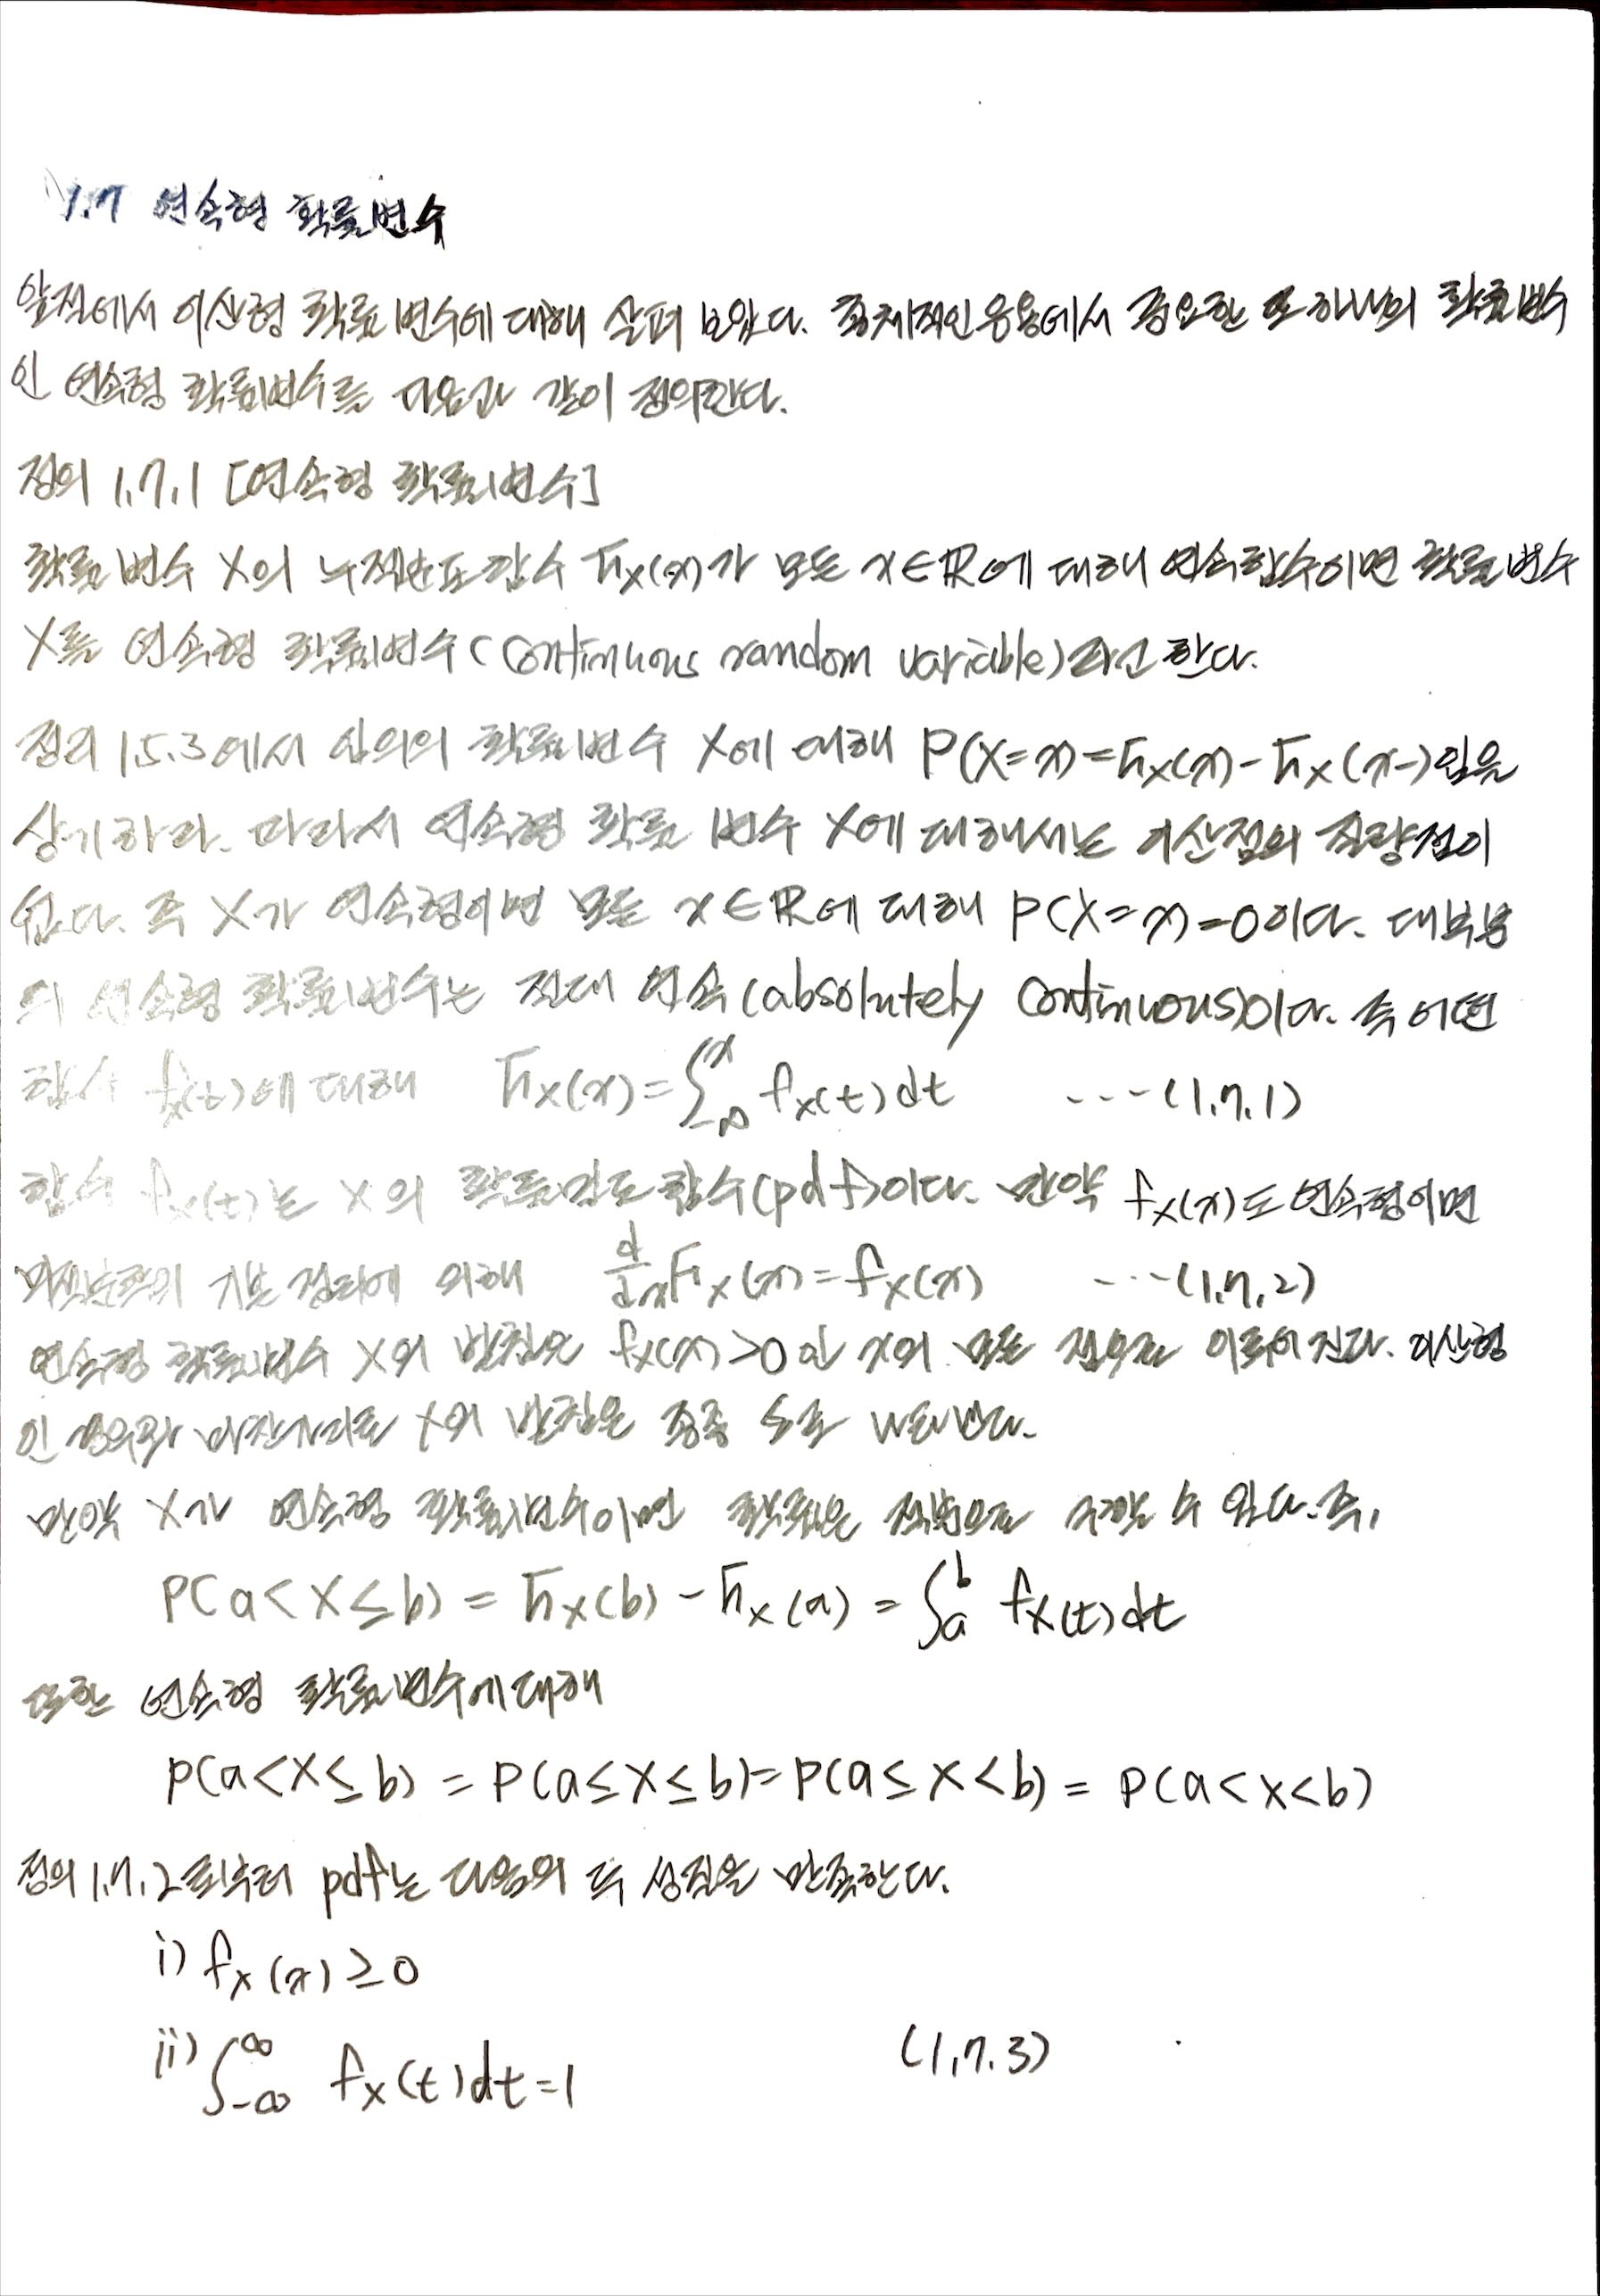 1.7 연속형 확률변수
앞절에서 이산형 확률변수에 대해 살펴 보았다. 통계적인 응용에서 중요한 또 하나의 확률변수
인 연속형 확률변수를 다음과 같이 정의한다.
정의 1.7.1 [연속형 확률변수]
확률변수 X의 누적분포함수 F_X(x)가 모든 x∈ℝ에 대해 연속함수이면 확률변수
X를 연속형 확률변수(continuous random variable)라고 한다.
정리 1.5.3에서 임의의 확률변수 X에 대해 P(X=x)=F_X(x)-F_X(x-)임을
상기하라. 따라서 연속형 확률변수 X에 대해서는 이산점의 질량점이
없다. 즉 X가 연속형이면 모든 x∈ℝ에 대해 P(X=x)=0이다. 대부분
의 연속형 확률변수는 절대 연속(absolutely continuous)이다. 즉 어떤
함수 f_X(t)에 대해 F_X(x)=∫_{-∞}^{x} f_X(t)dt ---(1.7.1)
함수 f_X(t)는 X의 확률밀도함수(pdf)이다. 만약 f_X(x)도 연속형이면
미적분학의 기본정리에 의해 d/dx F_X(x)=f_X(x) ---(1.7.2)
연속형 확률변수 X의 받침은 f_X(x)>0인 x의 모든 점으로 이루어 진다. 이산형
인 경우와 마찬가지로 X의 받침을 종종 S로 나타낸다.
만약 X가 연속형 확률변수이면 확률은 적분으로 구할 수 있다. 즉,
P(a<X≤b) = F_X(b) - F_X(a) = ∫_{a}^{b} f_X(t)dt
또한 연속형 확률변수에 대해
P(a<X≤b) = P(a≤X≤b) = P(a≤X<b) = P(a<X<b)
정의 1.7.2로부터 pdf는 다음의 두 성질을 만족한다.
i) f_X(x)≥0
ii) ∫_{-∞}^{∞} f_X(t)dt=1 (1.7.3)